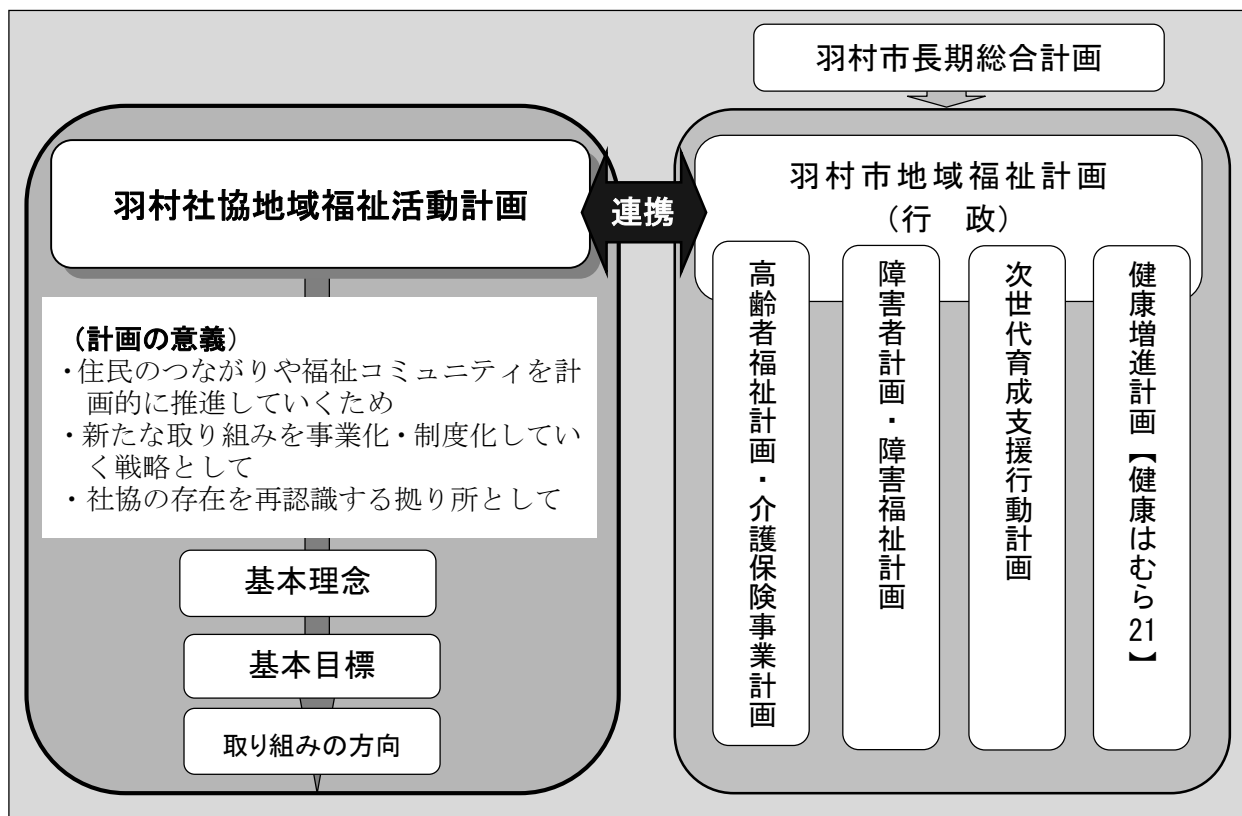 羽村市長期総合計画
羽村社協地域福祉活動計画
連携
羽村市地域福祉計画
（行　政）
（計画の意義）
・住民のつながりや福祉コミュニティを計
画的に推進していくため
・新たな取り組みを事業化・制度化してい
く戦略として
・社協の存在を再認識する拠り所として
基本理念
基本目標
取り組みの方向
高齢者福祉計画・介護保険事業計画
障害者計画・障害福祉計画
次世代育成支援行動計画
健康増進計画【健康はむら21】